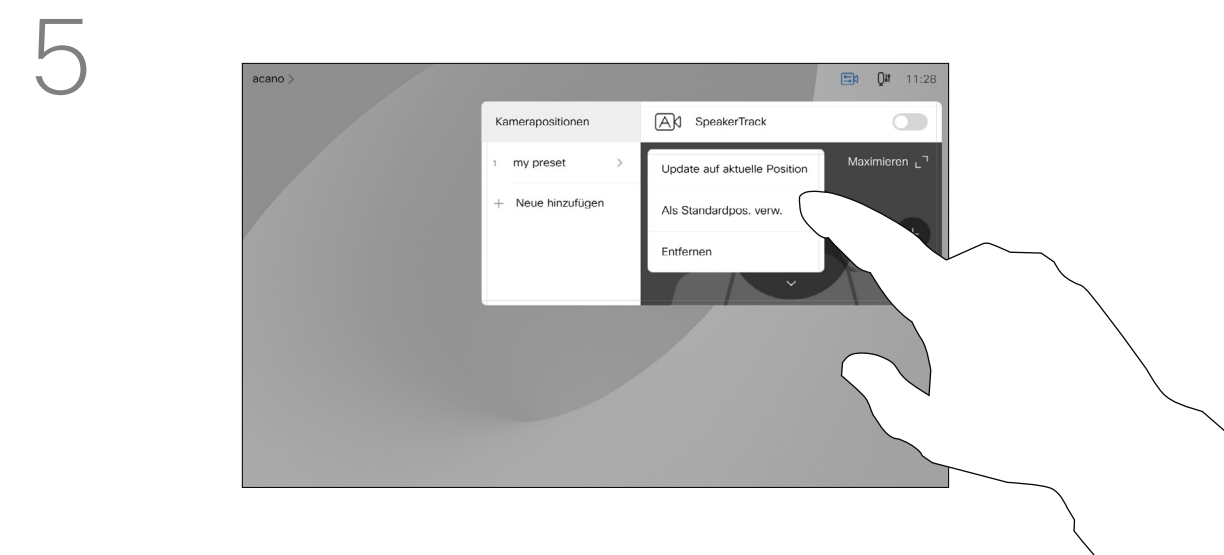 5
acano >
11:28
Kamerapositionen
SpeakerTrack
1 my preset >
Update auf aktuelle Position
Maximieren
+ Neue hinzufügen
Als Standardpos. verw.
Entfernen